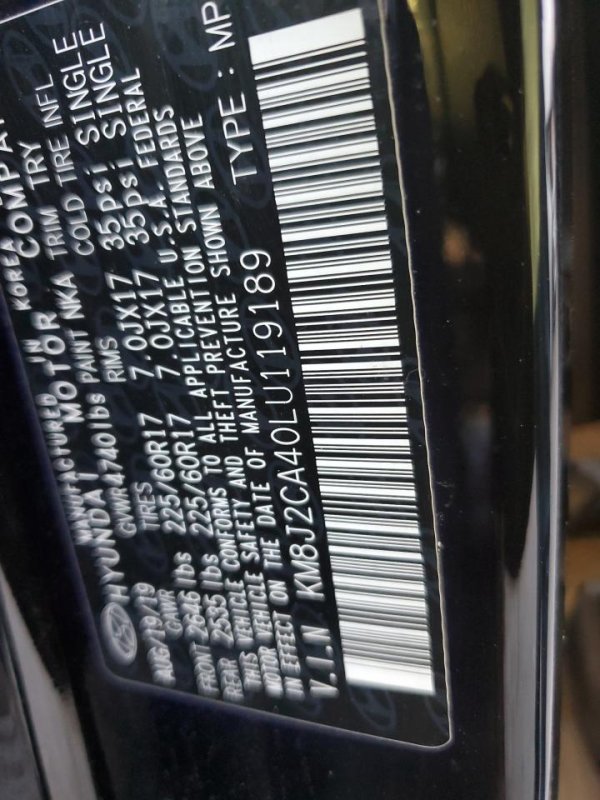 MANUFACTURED IN KOREA
HYUNDAI MOTOR COMPA
AUG/19/19 GVWR 4740lbs PAINT NKA TRIM TRY
GAWR TIRES RIMS COLD TIRE INFL
FRONT 2646 lbs 225/60R17 7.0JX17 35psi SINGLE
REAR 2535 lbs 225/60R17 7.0JX17 35psi SINGLE
THIS VEHICLE CONFORMS TO ALL APPLICABLE U.S.A. FEDERAL
MOTOR VEHICLE SAFETY AND THEFT PREVENTION STANDARDS
IN EFFECT ON THE DATE OF MANUFACTURE SHOWN ABOVE
V.I.N KM8J2CA40LU119189 TYPE : MP